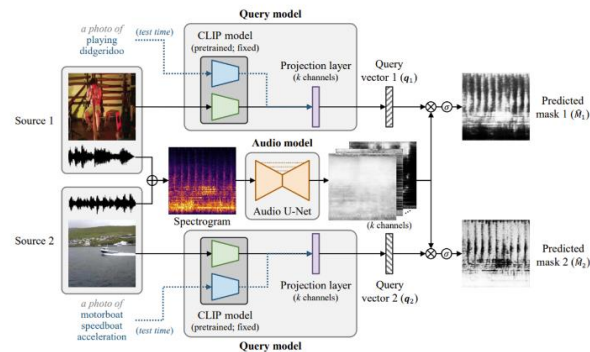 Query model
a photo of
playing
didgeridoo
(test time)
CLIP model
(pretrained; fixed)
Projection layer
(k channels)
Query
vector 1 (q₁)
Source 1
Predicted
mask 1 (M̂₁)
σ
Audio model
Audio U-Net
Spectrogram
(k channels)
Source 2
Predicted
mask 2 (M̂₂)
σ
a photo of
motorboat
speedboat
acceleration
(test time)
CLIP model
(pretrained; fixed)
Projection layer
(k channels)
Query
vector 2 (q₂)
Query model